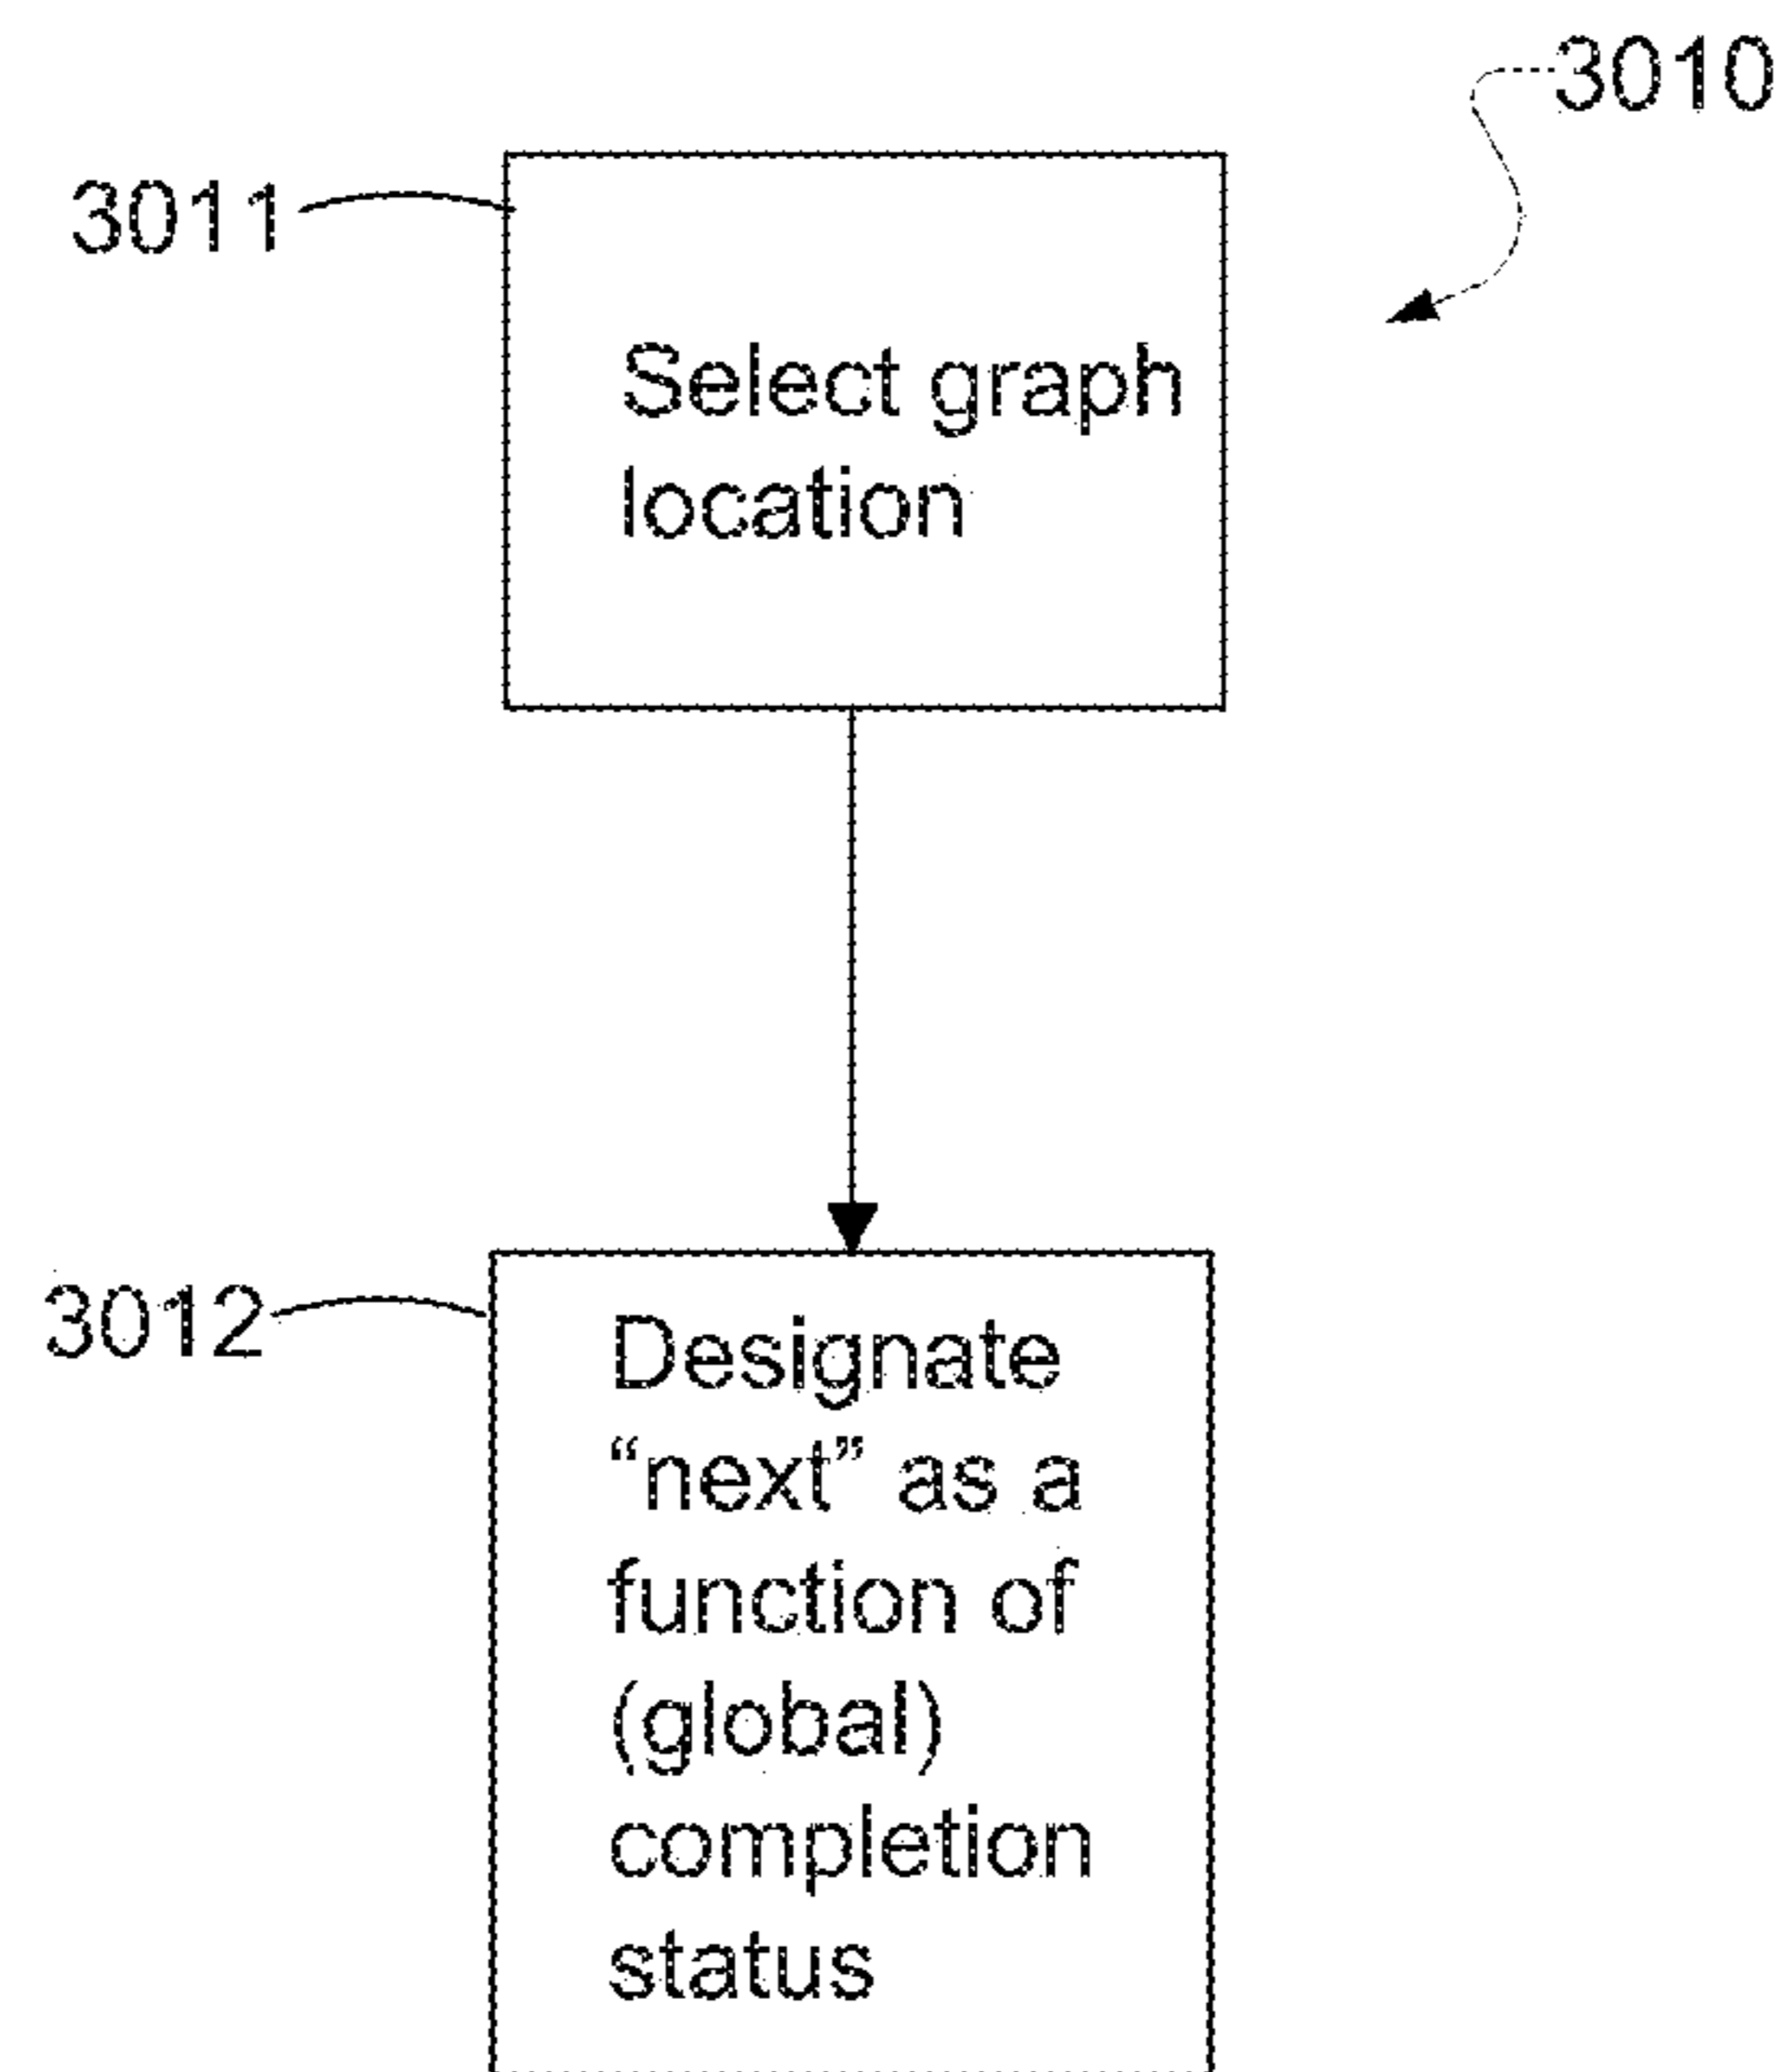 3010
3011
Select graph
location
3012
Designate
“next” as a
function of
(global)
completion
status